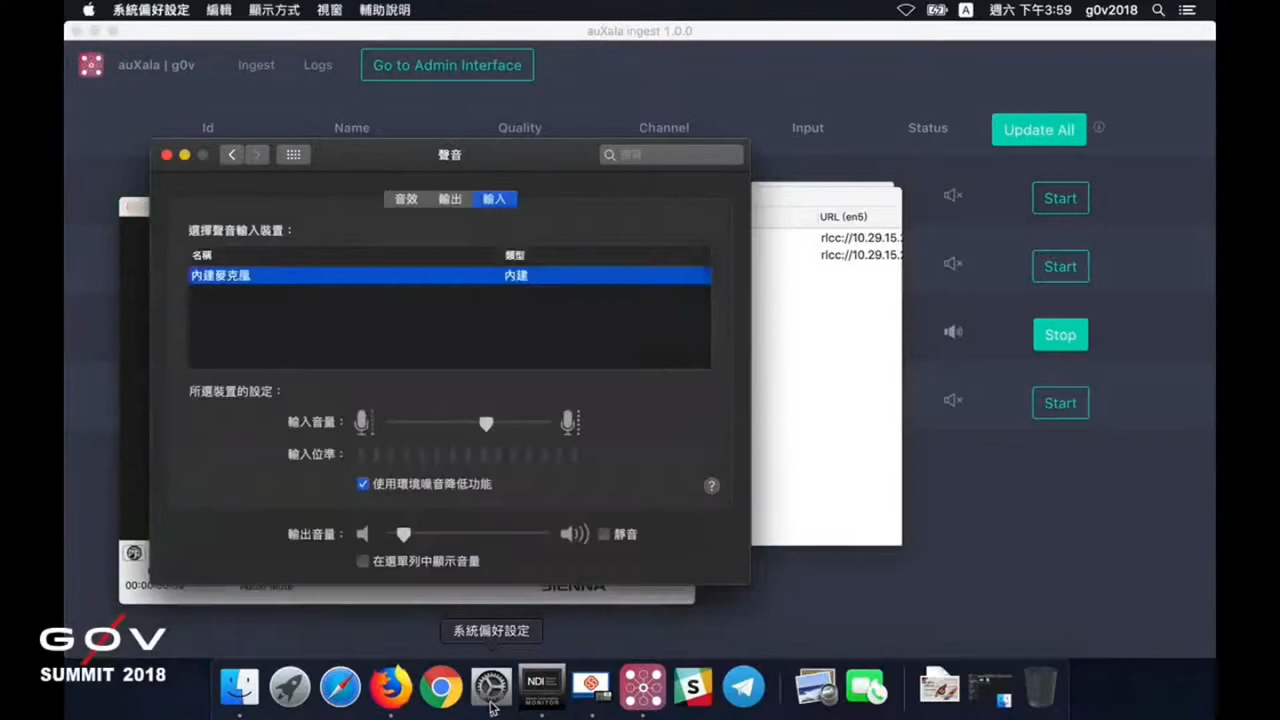 系統偏好設定 編輯 顯示方式 視窗 輔助說明
A 週六 下午3:59 g0v2018
auXala ingest 1.0.0
auXala | g0v Ingest Logs Go to Admin Interface
Id Name Quality Channel Input Status Update All
聲音
搜尋
音效 輸出 輸入
Start
URL (en5)
選擇聲音輸入裝置：
rlcc://10.29.15.2
名稱 類型
rlcc://10.29.15.2
內建麥克風 內建
Start
Stop
所選裝置的設定：
Start
輸入音量：
輸入位準：
使用環境噪音降低功能
?
輸出音量： 靜音
在選單列中顯示音量
SIENNA
系統偏好設定
G0V
SUMMIT 2018
NDI
MONITOR